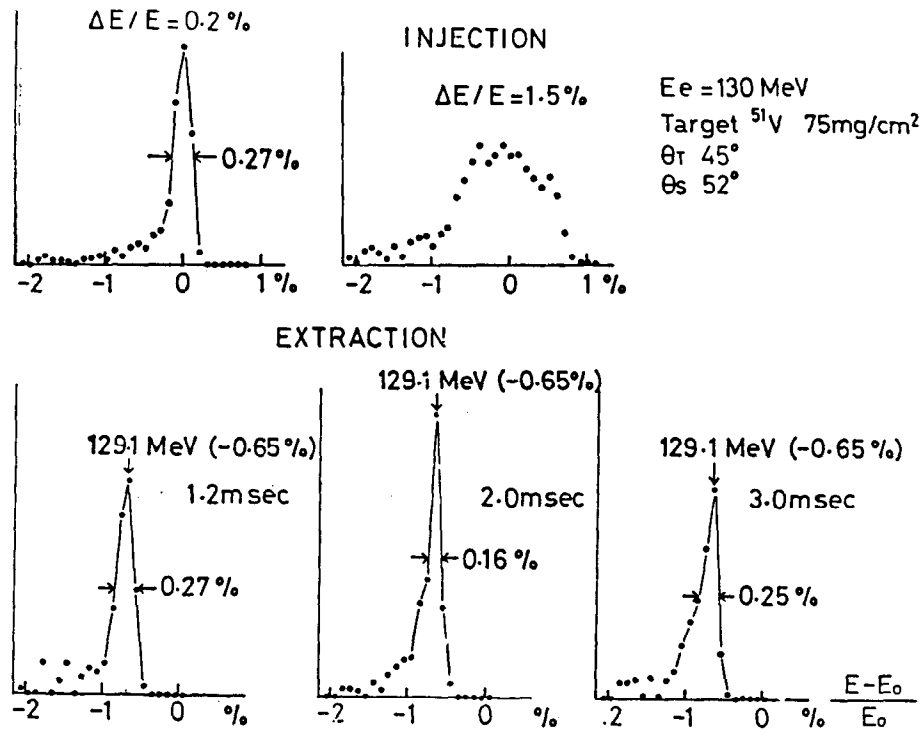 ΔE/E=0.2%
INJECTION
ΔE/E=1.5%
Ee=130 MeV
Target ⁵¹V 75mg/cm²
θT 45°
θs 52°
0.27%
-2 -1 0 1%
-2 -1 0 1%
EXTRACTION
129.1 MeV (-0.65%)
1.2msec
0.27%
-2 -1 0 %
129.1 MeV (-0.65%)
2.0msec
0.16%
-2 -1 0 %
129.1 MeV (-0.65%)
3.0msec
0.25%
.2 -1 0 %
E-Eo
Eo